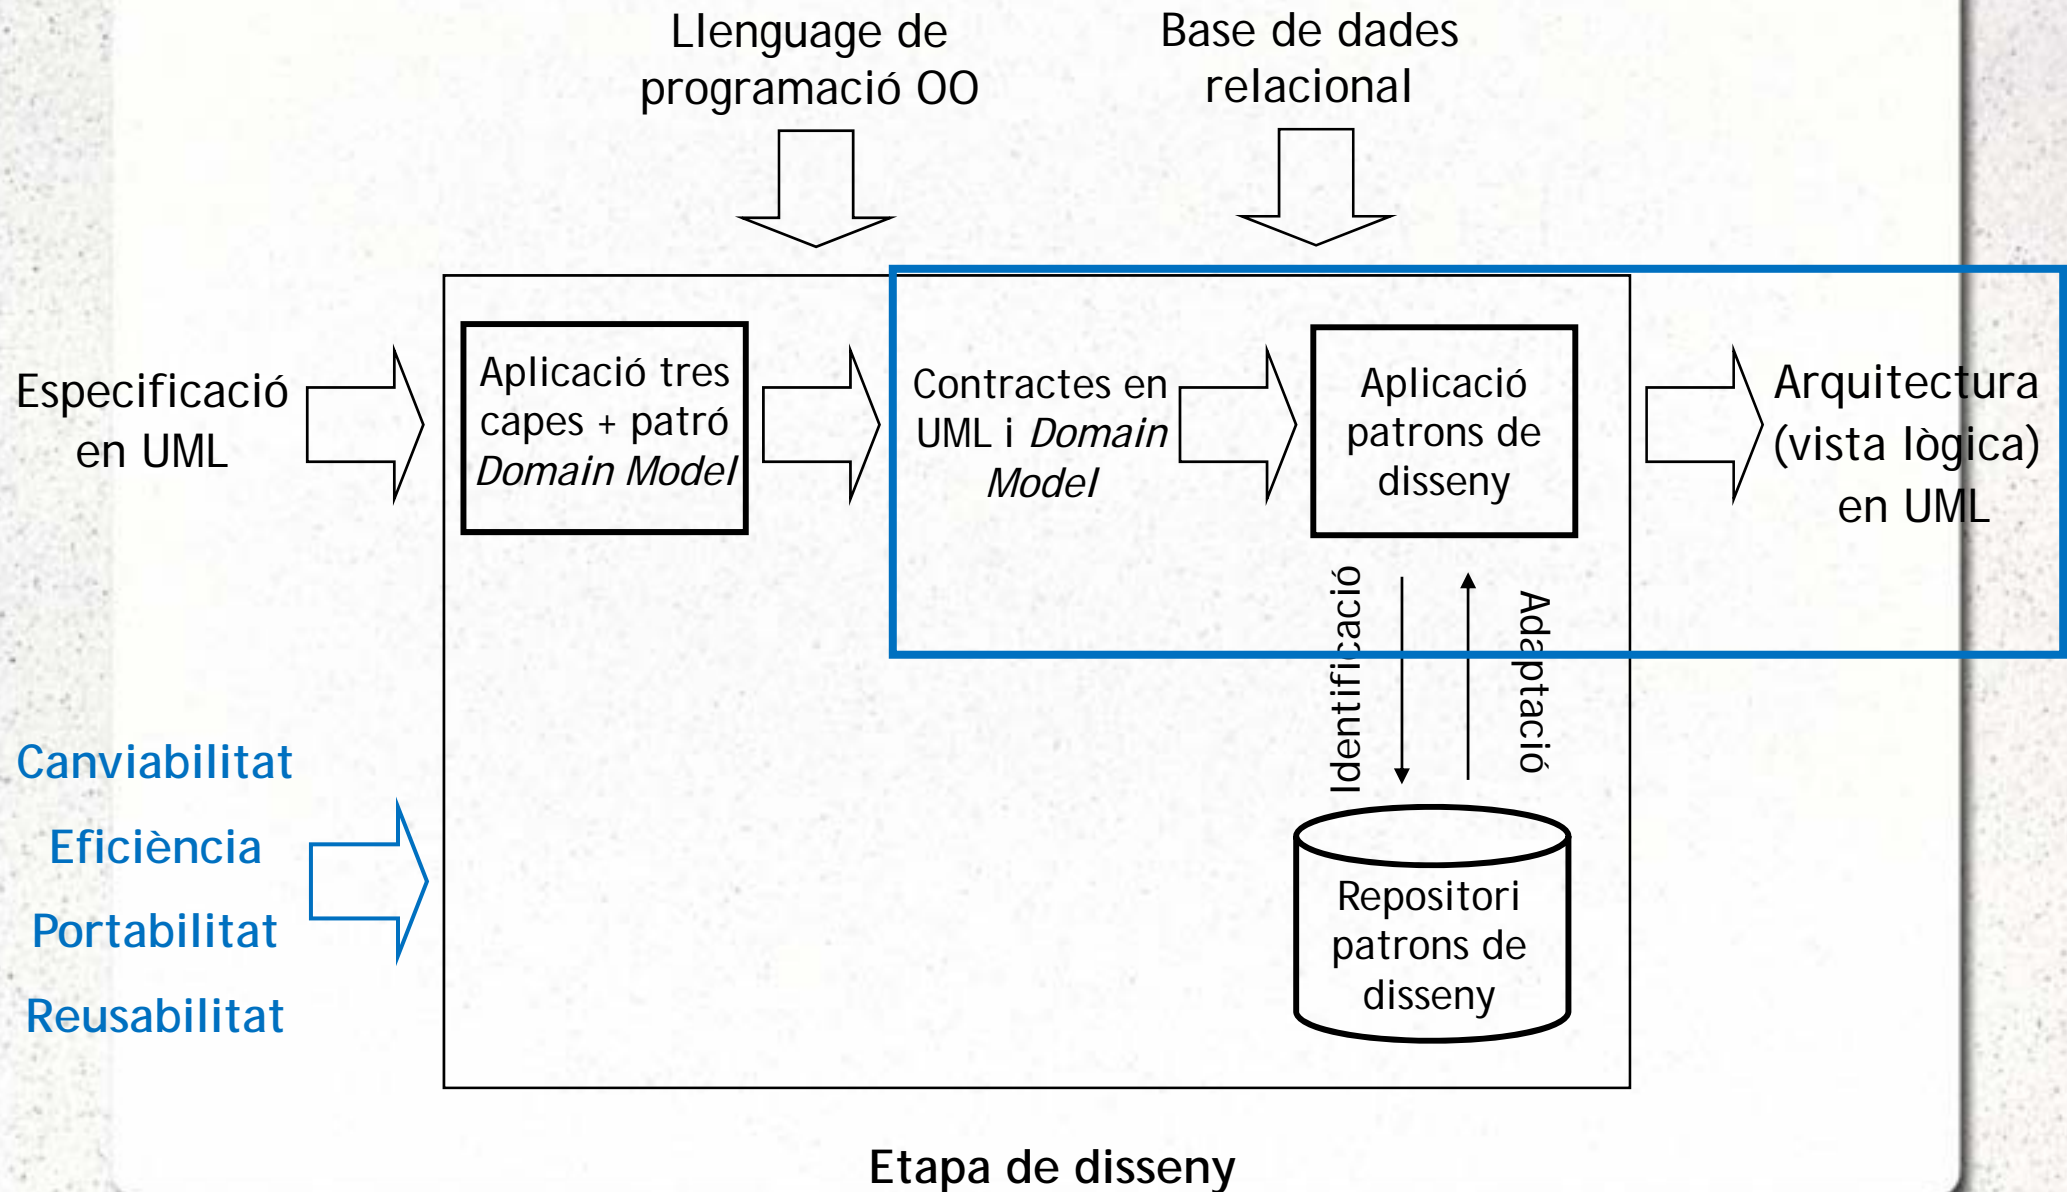 Llenguage de
programació OO
Base de dades
relacional
Especificació
en UML
Aplicació tres
capes + patró
Domain Model
Contractes en
UML i Domain
Model
Aplicació
patrons de
disseny
Arquitectura
(vista lògica)
en UML
Identificació
Adaptació
Canviabilitat
Eficiència
Portabilitat
Reusabilitat
Repositori
patrons de
disseny
Etapa de disseny